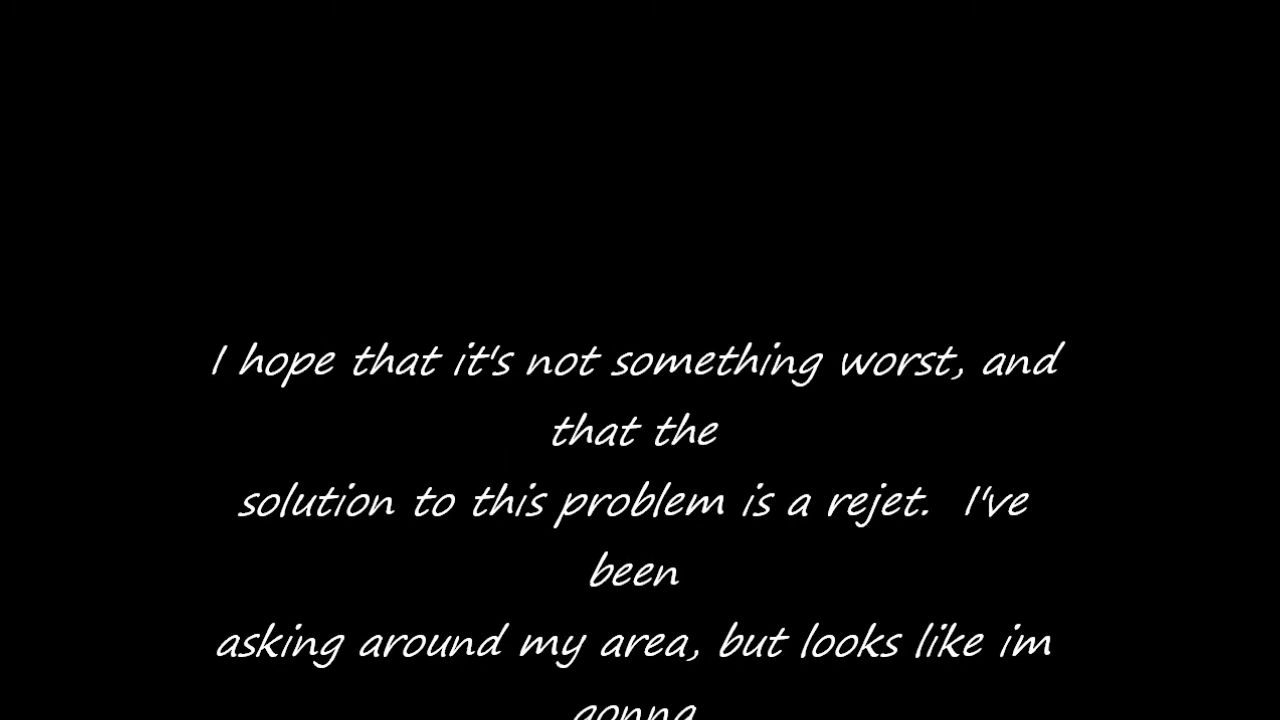 I hope that it's not something worst, and
that the
solution to this problem is a rejet.  I've
been
asking around my area, but looks like im
gonna